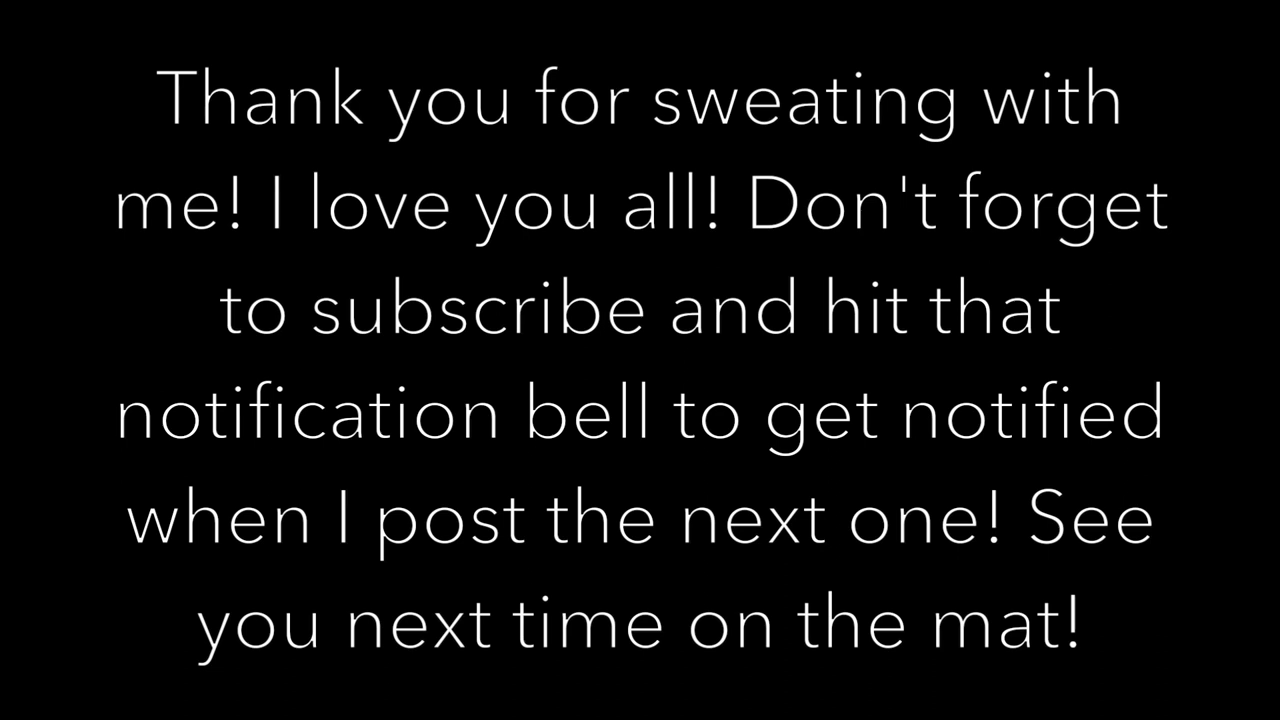 Thank you for sweating with
me! I love you all! Don't forget
to subscribe and hit that
notification bell to get notified
when I post the next one! See
you next time on the mat!